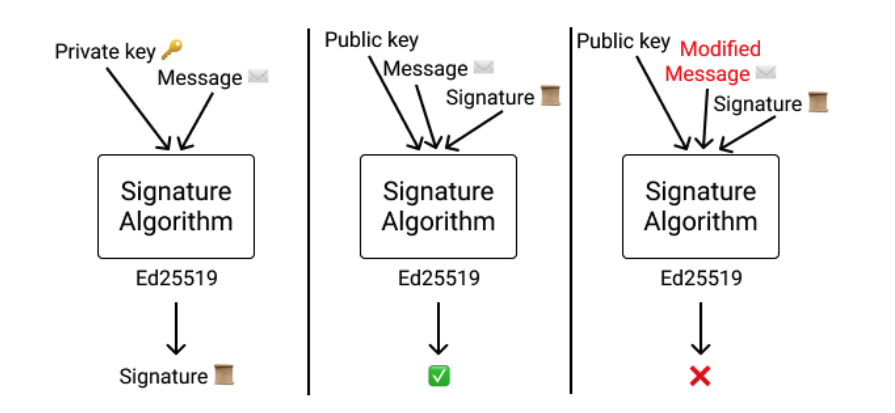 Private key 🔑
Message ✉
Signature
Algorithm
Ed25519
Signature 📜
Public key
Message ✉
Signature 📜
Signature
Algorithm
Ed25519
✅
Public key
Modified
Message ✉
Signature 📜
Signature
Algorithm
Ed25519
❌